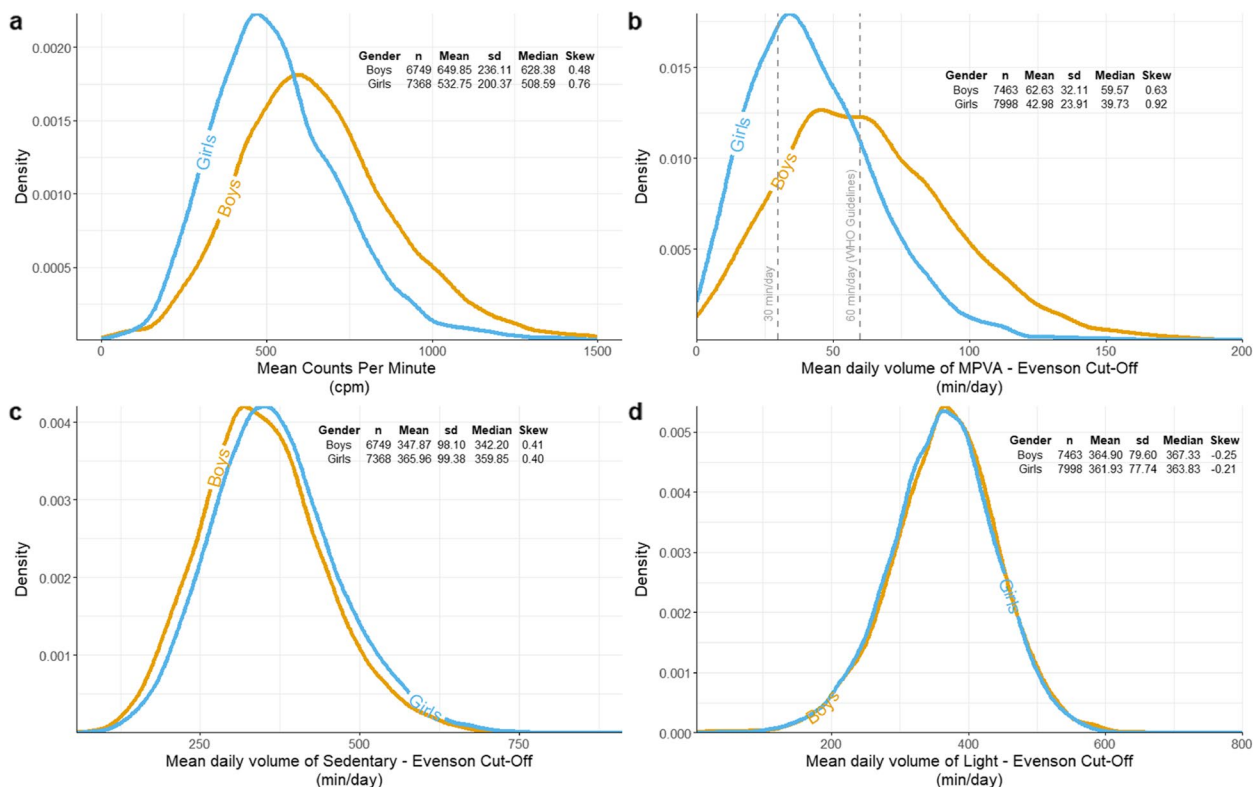 a
Gender n Mean sd Median Skew
Boys 6749 649.85 236.11 628.38 0.48
Girls 7368 532.75 200.37 508.59 0.76
0.0020
0.0015
0.0010
0.0005
Density
Girls
Boys
0 500 1000 1500
Mean Counts Per Minute
(cpm)
b
Gender n Mean sd Median Skew
Boys 7463 62.63 32.11 59.57 0.63
Girls 7998 42.98 23.91 39.73 0.92
0.015
0.010
0.005
Density
Girls
Boys
30 min/day
60 min/day (WHO Guidelines)
0 50 100 150 200
Mean daily volume of MPVA - Evenson Cut-Off
(min/day)
c
Gender n Mean sd Median Skew
Boys 6749 347.87 98.10 342.20 0.41
Girls 7368 365.96 99.38 359.85 0.40
0.004
0.003
0.002
0.001
Density
Boys
Girls
250 500 750
Mean daily volume of Sedentary - Evenson Cut-Off
(min/day)
d
Gender n Mean sd Median Skew
Boys 7463 364.90 79.60 367.33 -0.25
Girls 7998 361.93 77.74 363.83 -0.21
0.005
0.004
0.003
0.002
0.001
0.000
Density
Girls
Boys
200 400 600 800
Mean daily volume of Light - Evenson Cut-Off
(min/day)